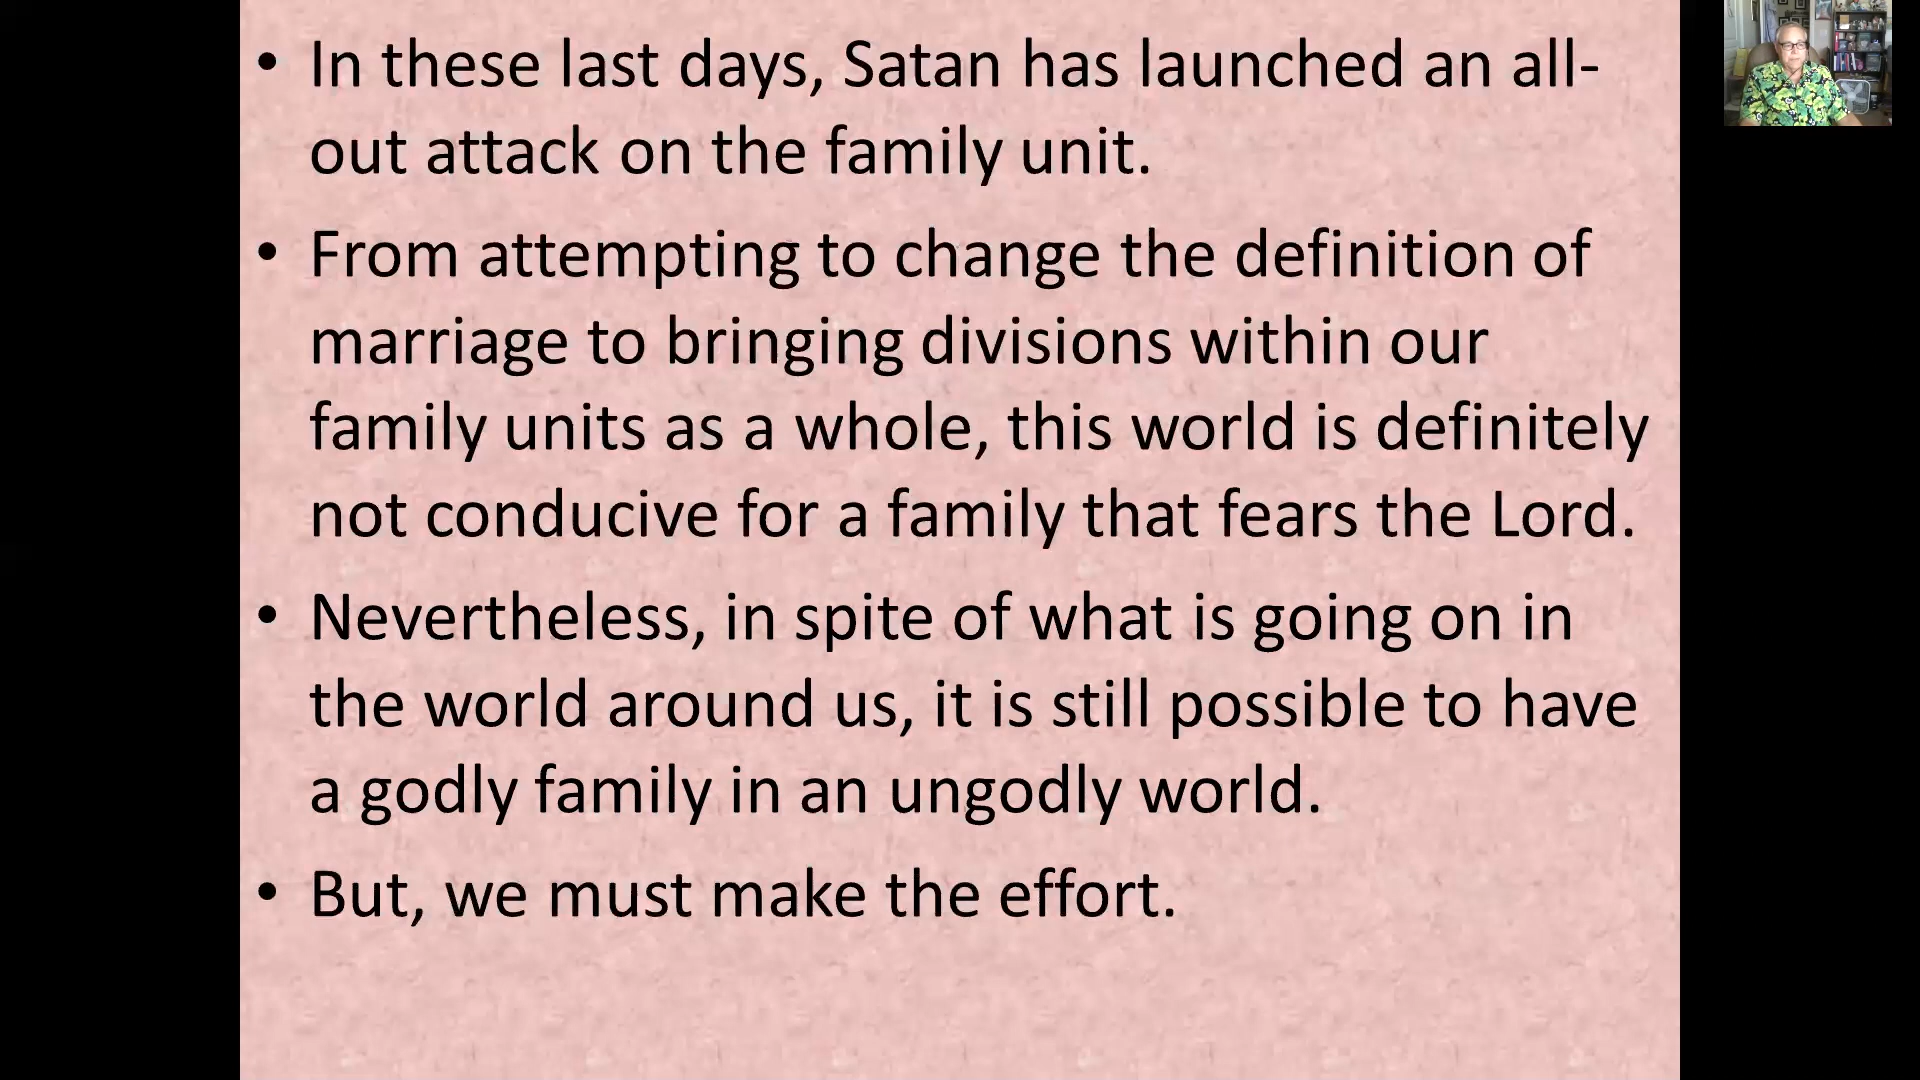 • In these last days, Satan has launched an all-
out attack on the family unit.
• From attempting to change the definition of
marriage to bringing divisions within our
family units as a whole, this world is definitely
not conducive for a family that fears the Lord.
• Nevertheless, in spite of what is going on in
the world around us, it is still possible to have
a godly family in an ungodly world.
• But, we must make the effort.